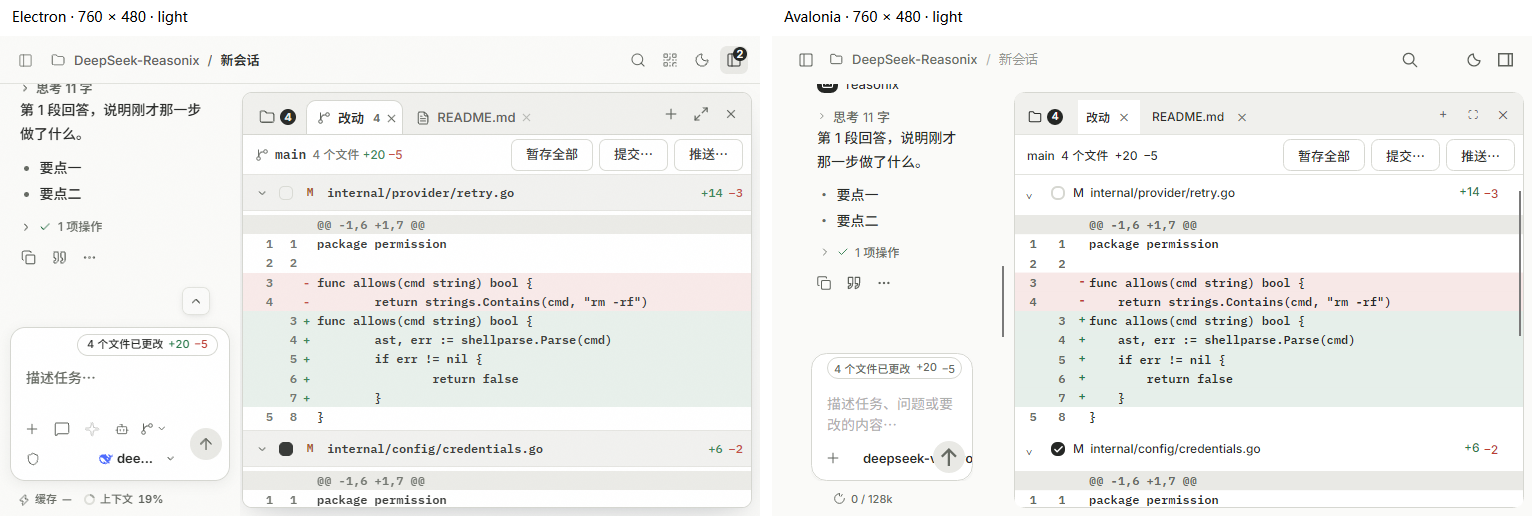 Electron · 760 × 480 · light
DeepSeek-Reasonix / 新会话
2
思考 11 字
第 1 段回答，说明刚才那一步
做了什么。
• 要点一
• 要点二
1 项操作
4 个文件已更改 +20 −5
描述任务…
dee...
缓存 — 上下文 19%
4 改动 4 × README.md ×
main 4 个文件 +20 −5 暂存全部 提交… 推送…
M internal/provider/retry.go +14 −3
@@ -1,6 +1,7 @@
1 1 package permission
2 2
3 - func allows(cmd string) bool {
4 - return strings.Contains(cmd, "rm -rf")
3 + func allows(cmd string) bool {
4 + ast, err := shellparse.Parse(cmd)
5 + if err != nil {
6 + return false
7 + }
5 8 }
M internal/config/credentials.go +6 −2
@@ -1,6 +1,7 @@
1 1 package permission
Avalonia · 760 × 480 · light
DeepSeek-Reasonix / 新会话
reasonix
思考 11 字
第 1 段回答，说明刚才
那一步做了什么。
• 要点一
• 要点二
1 项操作
4 个文件已更改 +20 −5
描述任务、问题或要
改的内容…
deepseek-v
0 / 128k
4 改动 × README.md ×
main 4 个文件 +20 −5 暂存全部 提交… 推送…
M internal/provider/retry.go +14 −3
@@ -1,6 +1,7 @@
1 1 package permission
2 2
3 - func allows(cmd string) bool {
4 - return strings.Contains(cmd, "rm -rf")
3 + func allows(cmd string) bool {
4 + ast, err := shellparse.Parse(cmd)
5 + if err != nil {
6 + return false
7 + }
5 8 }
M internal/config/credentials.go +6 −2
@@ -1,6 +1,7 @@
1 1 package permission